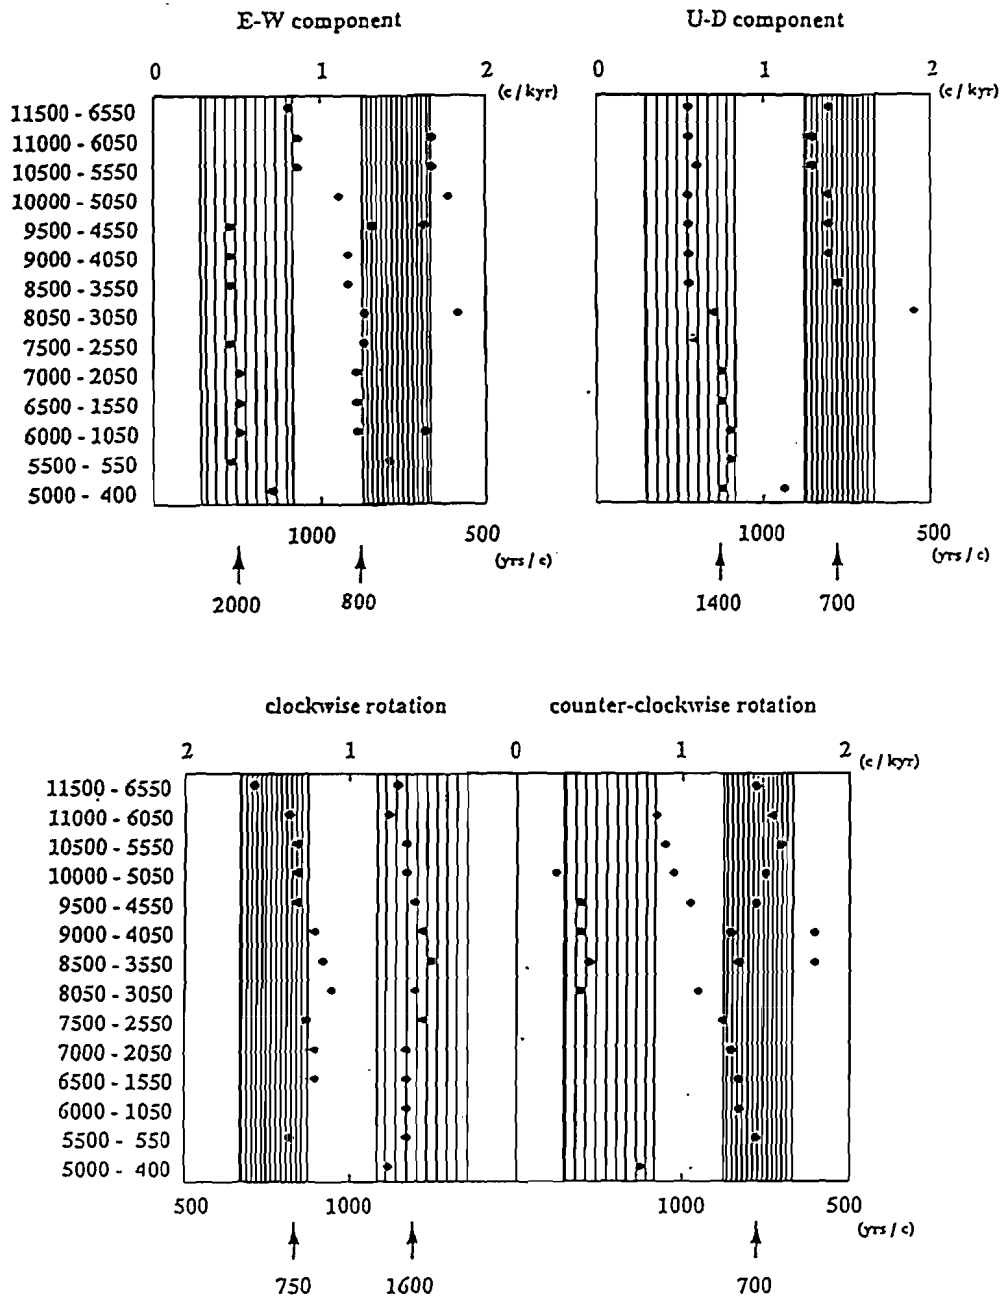 E-W component
U-D component
0 1 2 (c / kyr)
0 1 2 (c / kyr)
11500 - 6550
11000 - 6050
10500 - 5550
10000 - 5050
9500 - 4550
9000 - 4050
8500 - 3550
8050 - 3050
7500 - 2550
7000 - 2050
6500 - 1550
6000 - 1050
5500 - 550
5000 - 400
1000 500 (yrs / c)
1000 500 (yrs / c)
2000 800
1400 700
clockwise rotation
counter-clockwise rotation
2 1 0 1 2 (c / kyr)
11500 - 6550
11000 - 6050
10500 - 5550
10000 - 5050
9500 - 4550
9000 - 4050
8500 - 3550
8050 - 3050
7500 - 2550
7000 - 2050
6500 - 1550
6000 - 1050
5500 - 550
5000 - 400
500 1000 1000 500 (yrs / c)
750 1600 700